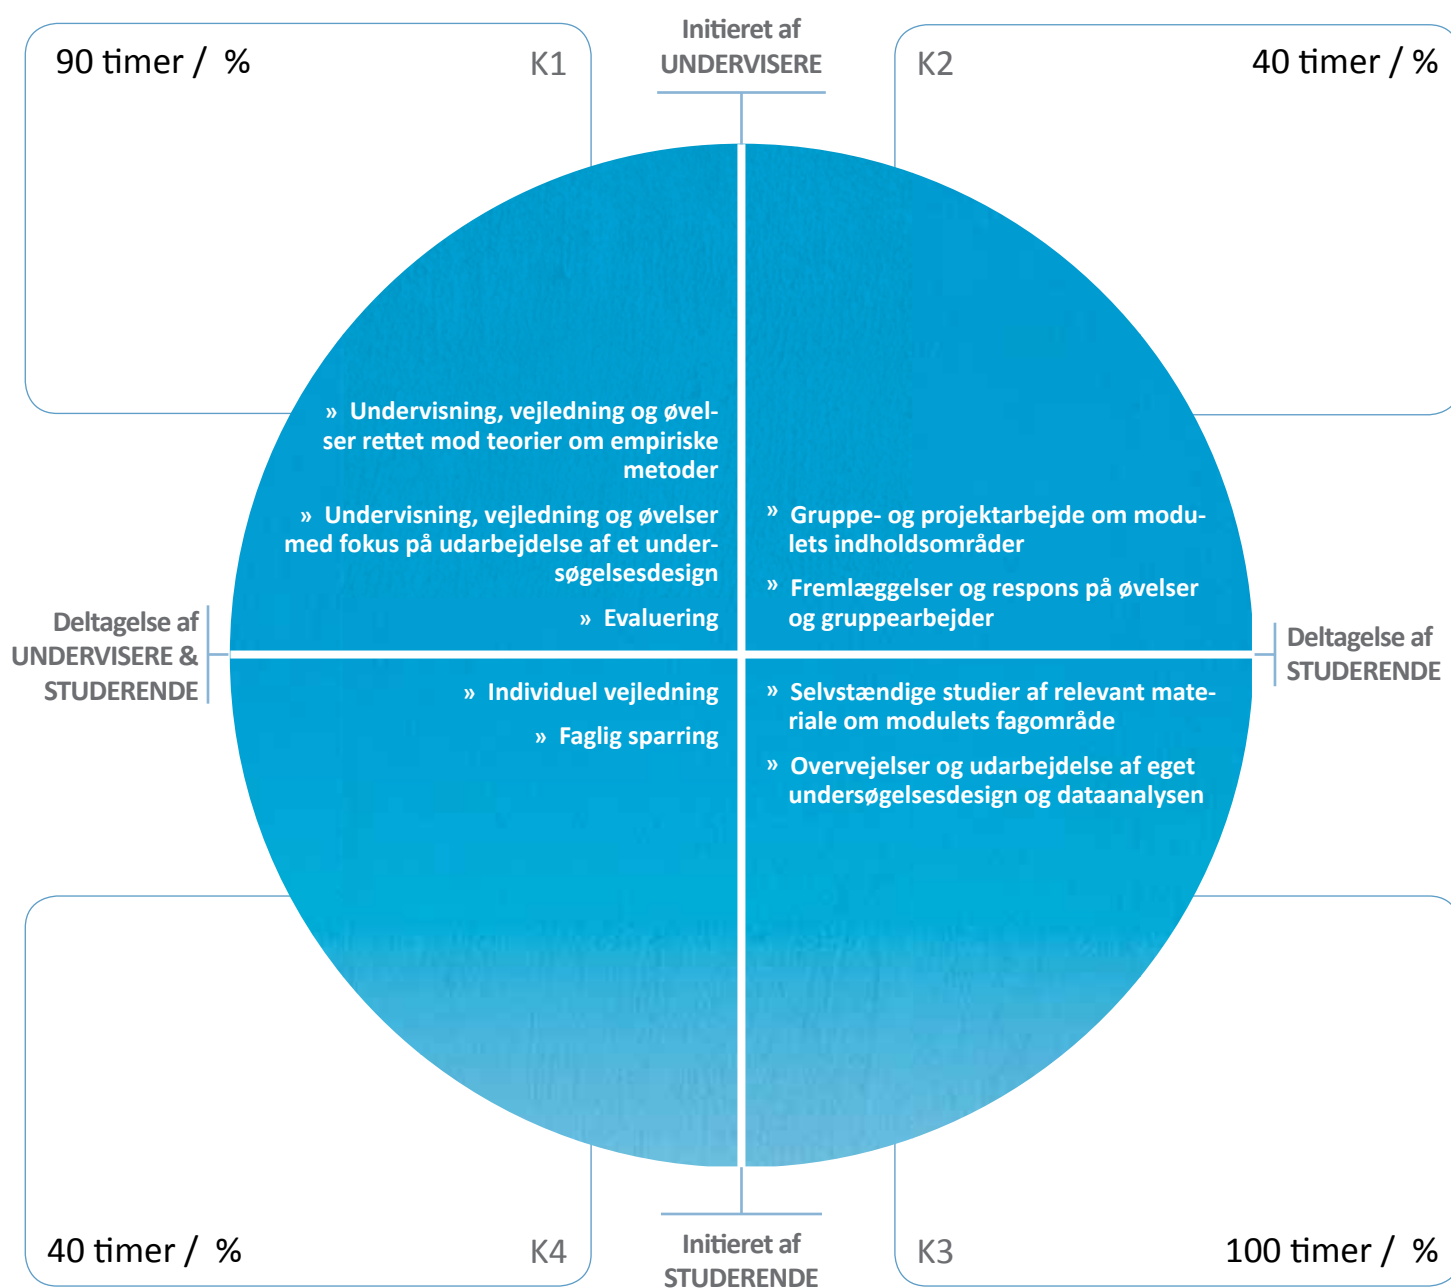 Initieret af
UNDERVISERE
90 timer /  %
K1
K2
40 timer / %
» Undervisning, vejledning og øvel-
ser rettet mod teorier om empiriske
metoder
» Undervisning, vejledning og øvelser
med fokus på udarbejdelse af et under-
søgelsesdesign
» Evaluering
» Gruppe- og projektarbejde om modu-
lets indholdsområder
» Fremlæggelser og respons på øvelser
og gruppearbejder
Deltagelse af
UNDERVISERE &
STUDERENDE
Deltagelse af
STUDERENDE
» Individuel vejledning
» Faglig sparring
» Selvstændige studier af relevant mate-
riale om modulets fagområde
» Overvejelser og udarbejdelse af eget
undersøgelsesdesign og dataanalysen
40 timer /  %
K4
K3
100 timer /  %
Initieret af
STUDERENDE